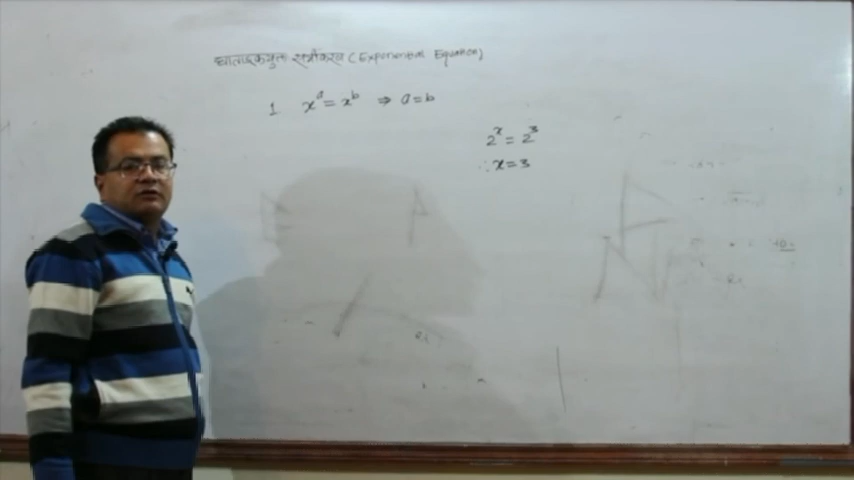 घाताङ्कयुक्त समीकरण (Exponential Equation)
1 x^a = x^b ⇒ a = b
2^x = 2^3
∴ x = 3